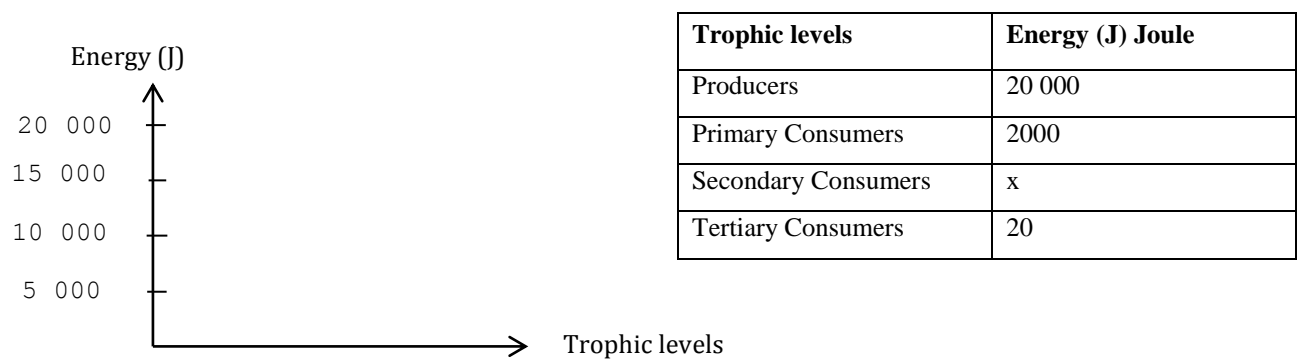 Energy (J)
20 000
15 000
10 000
5 000
Trophic levels
Trophic levels Energy (J) Joule
Producers 20 000
Primary Consumers 2000
Secondary Consumers x
Tertiary Consumers 20